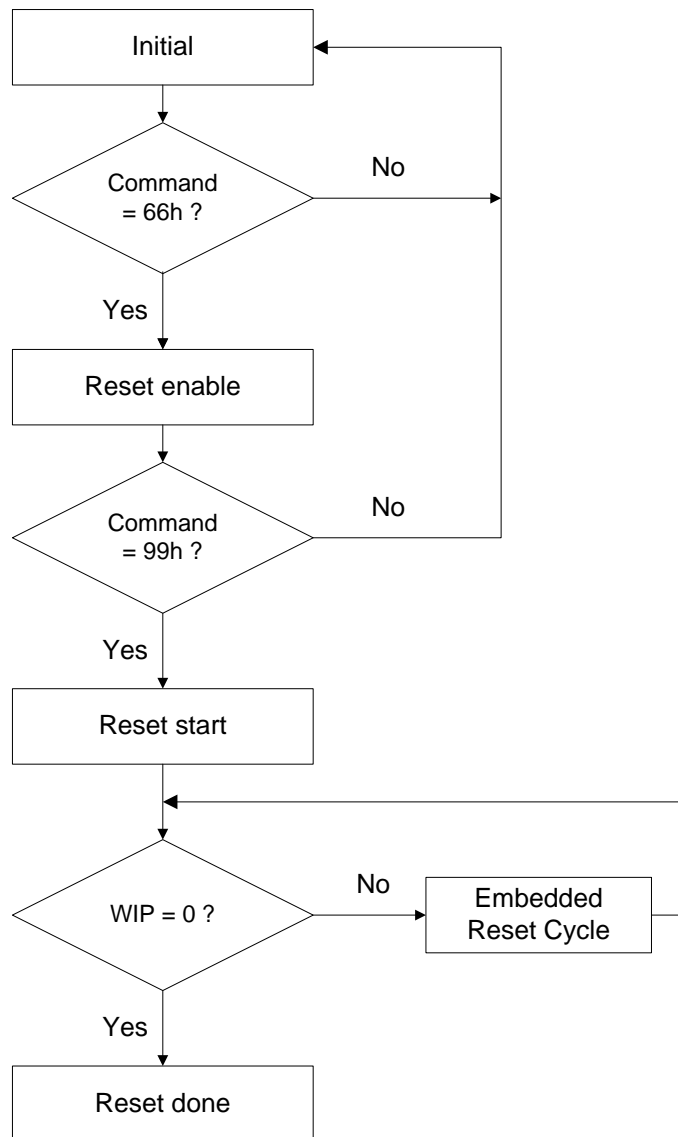 Initial
Command
= 66h ?
No
Yes
Reset enable
Command
= 99h ?
No
Yes
Reset start
WIP = 0 ?
No
Embedded
Reset Cycle
Yes
Reset done